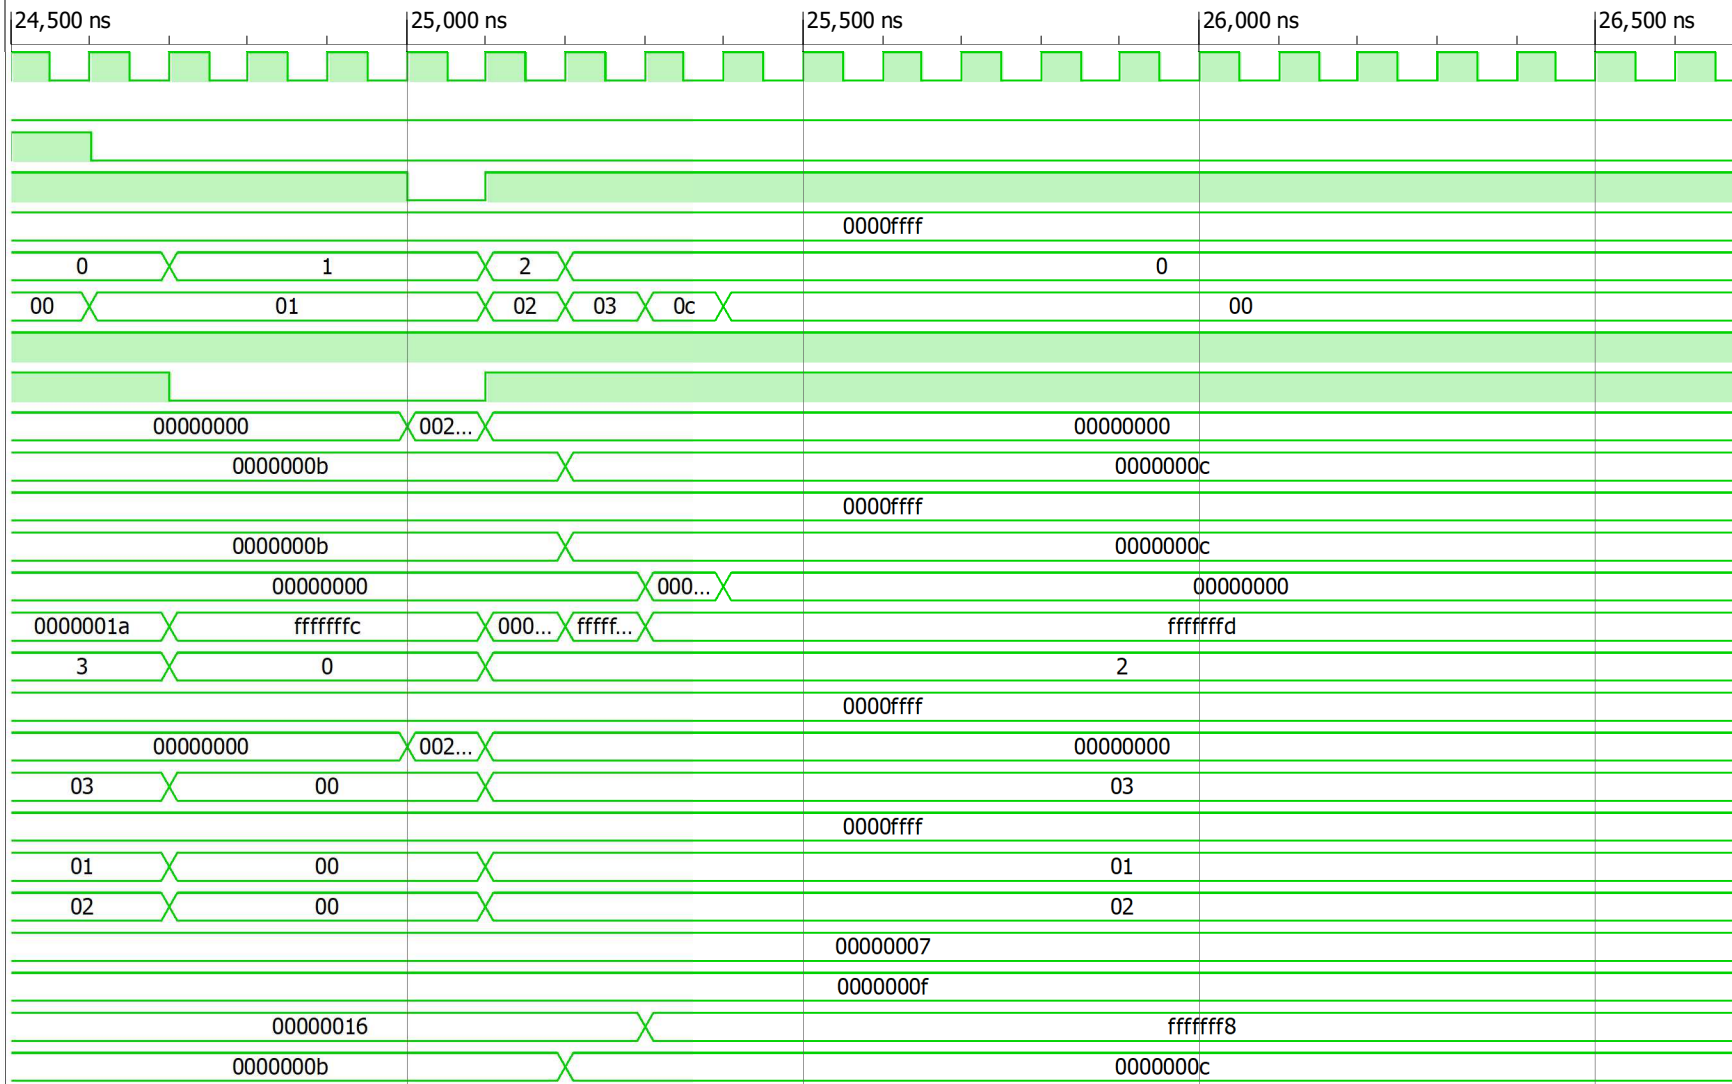 24,500 ns 25,000 ns 25,500 ns 26,000 ns 26,500 ns
0000ffff
0 1 2 0
00 01 02 03 0c 00
00000000 002... 00000000
0000000b 0000000c
0000ffff
0000000b 0000000c
00000000 000... 00000000
0000001a fffffffc 000... fffff... fffffffd
3 0 2
0000ffff
00000000 002... 00000000
03 00 03
0000ffff
01 00 01
02 00 02
00000007
0000000f
00000016 fffffff8
0000000b 0000000c